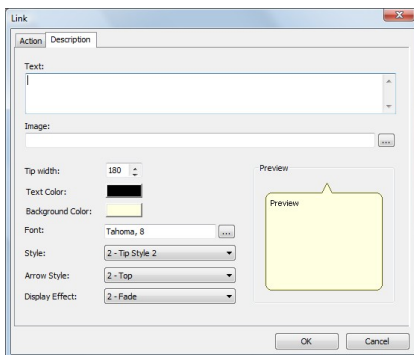 Link
Action Description
Text:
Image:
...
Tip width: 180
Text Color:
Background Color:
Font: Tahoma, 8 ...
Style: 2 - Tip Style 2
Arrow Style: 2 - Top
Display Effect: 2 - Fade
Preview
Preview
OK Cancel